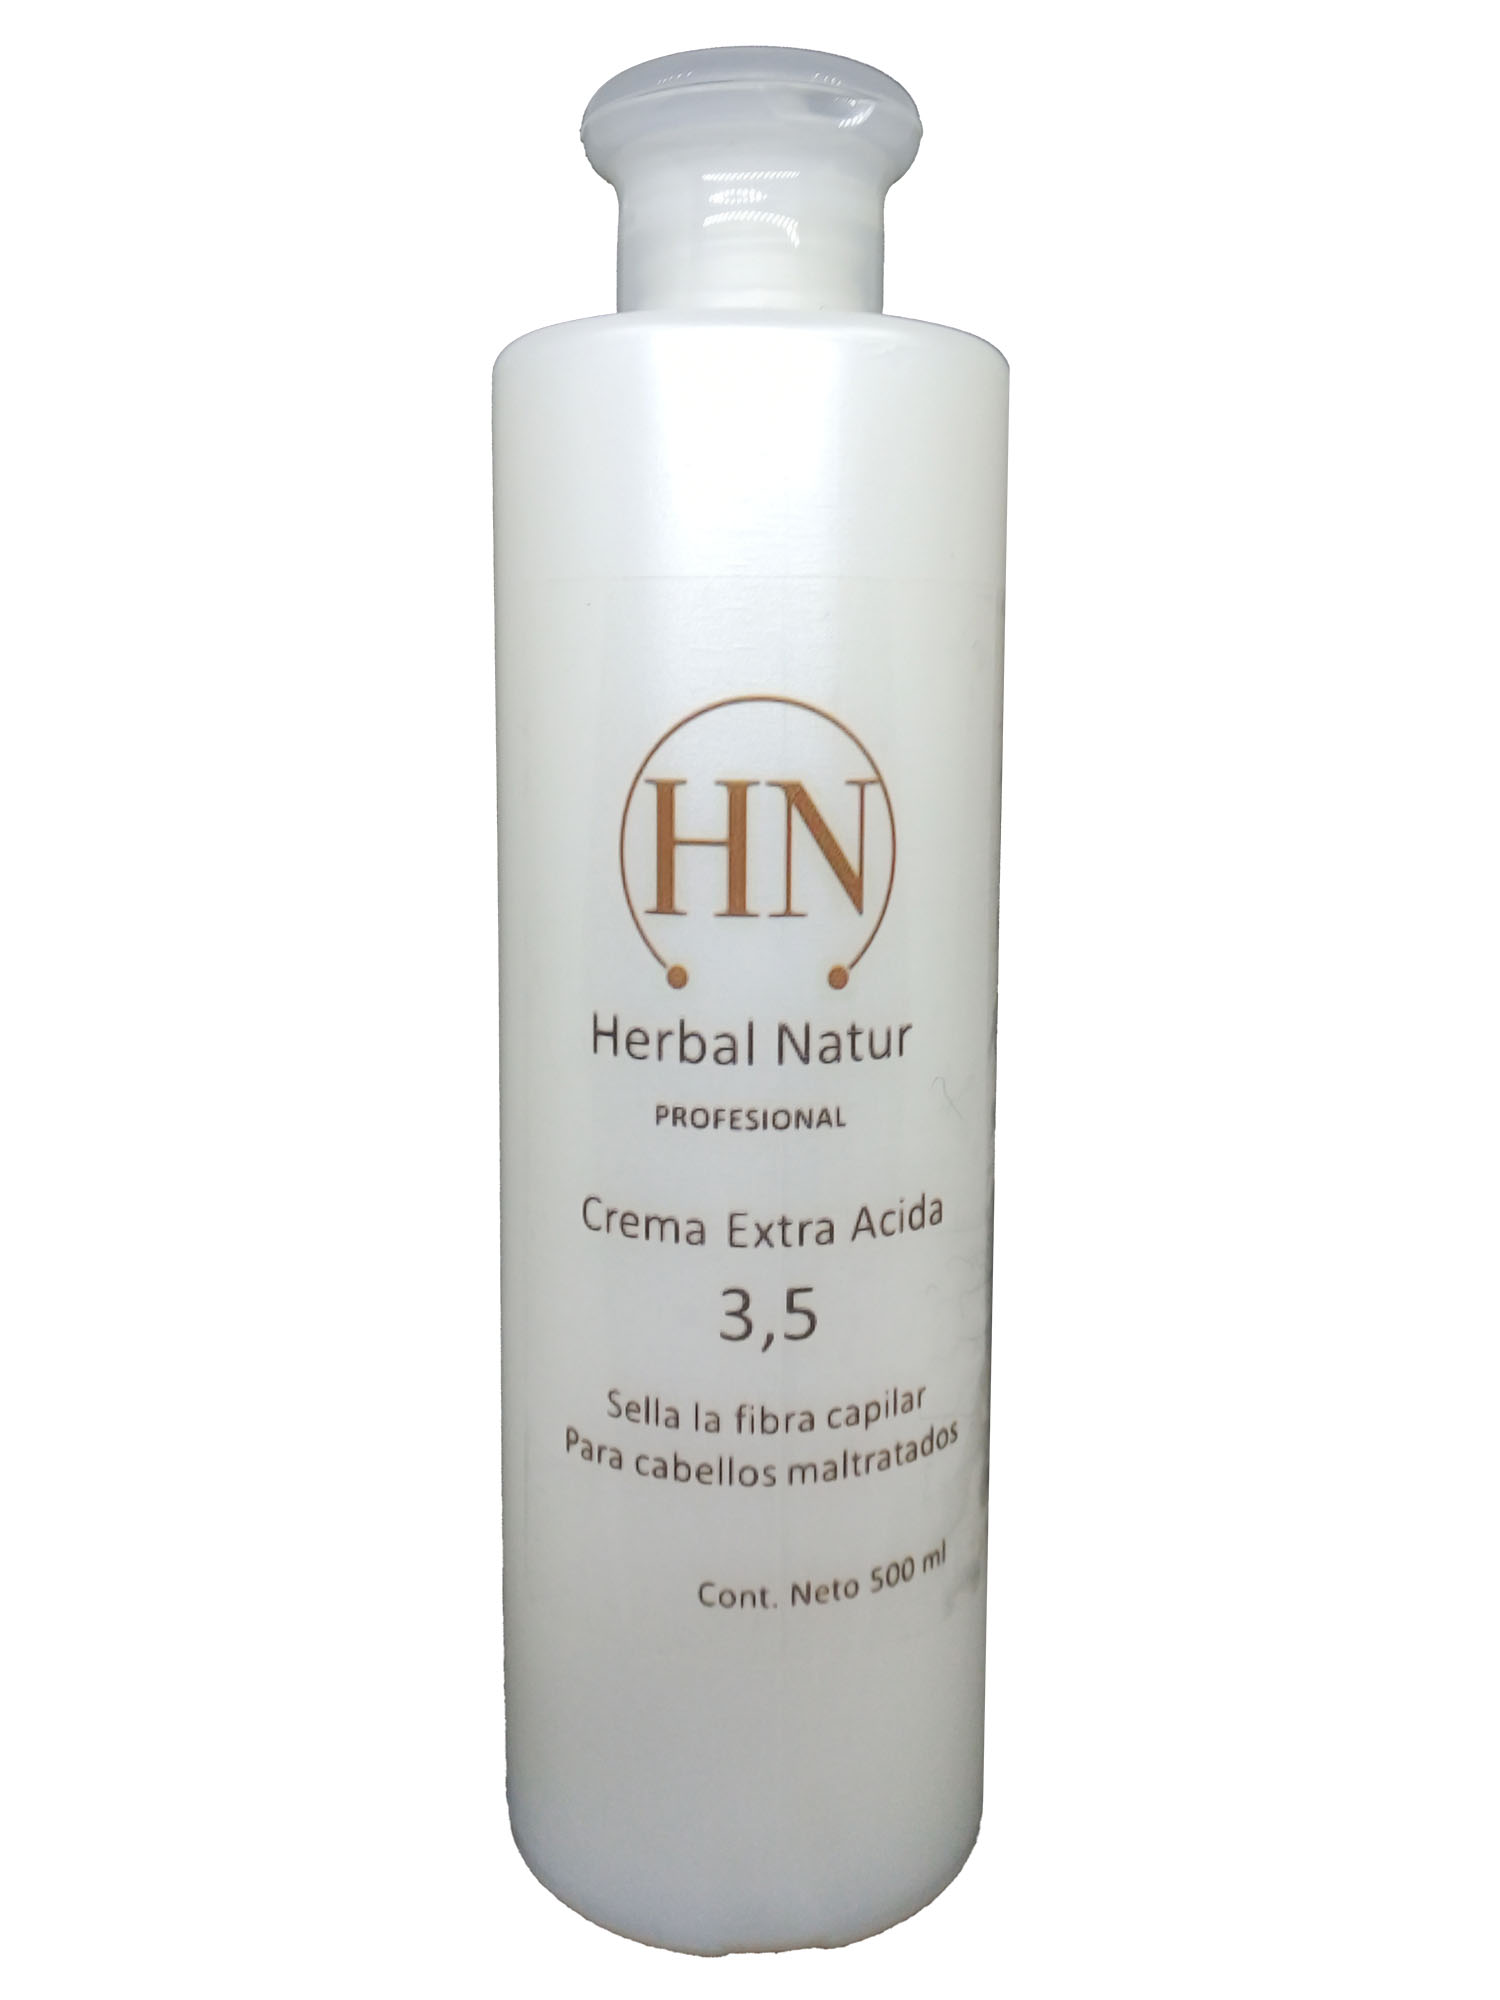 HN
Herbal Natur
PROFESIONAL
Crema Extra Acida
3,5
Sella la fibra capilar
Para cabellos maltratados
Cont. Neto 500 ml